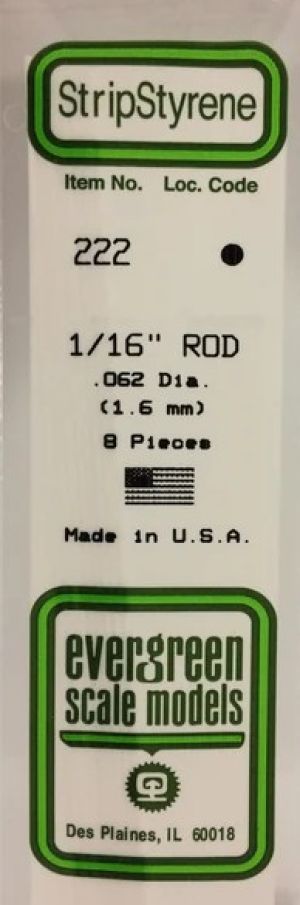 StripStyrene
Item No. Loc. Code
222
1/16" ROD
.062 Dia.
(1.6 mm)
8 Pieces
Made in U.S.A.
evergreen
scale models
Des Plaines, IL 60018